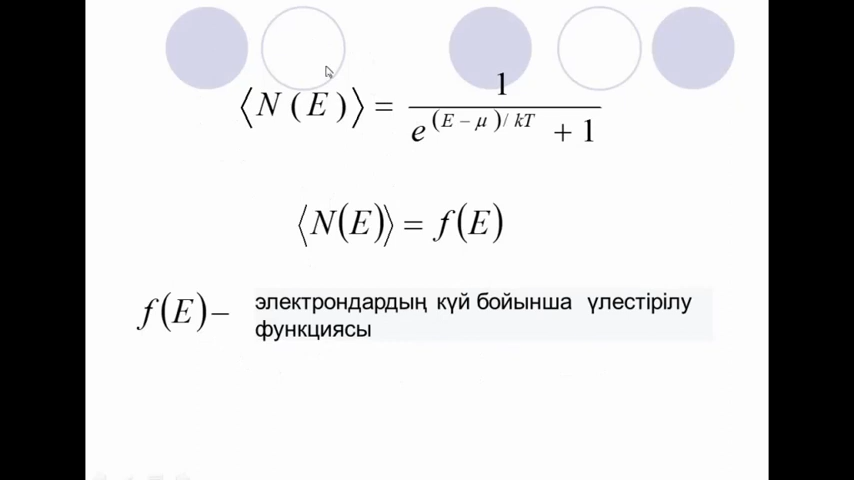 ⟨N(E)⟩ = 1 / (e^{(E−μ)/kT} + 1)
⟨N(E)⟩ = f(E)
f(E)− электрондардың күй бойынша үлестірілу
функциясы